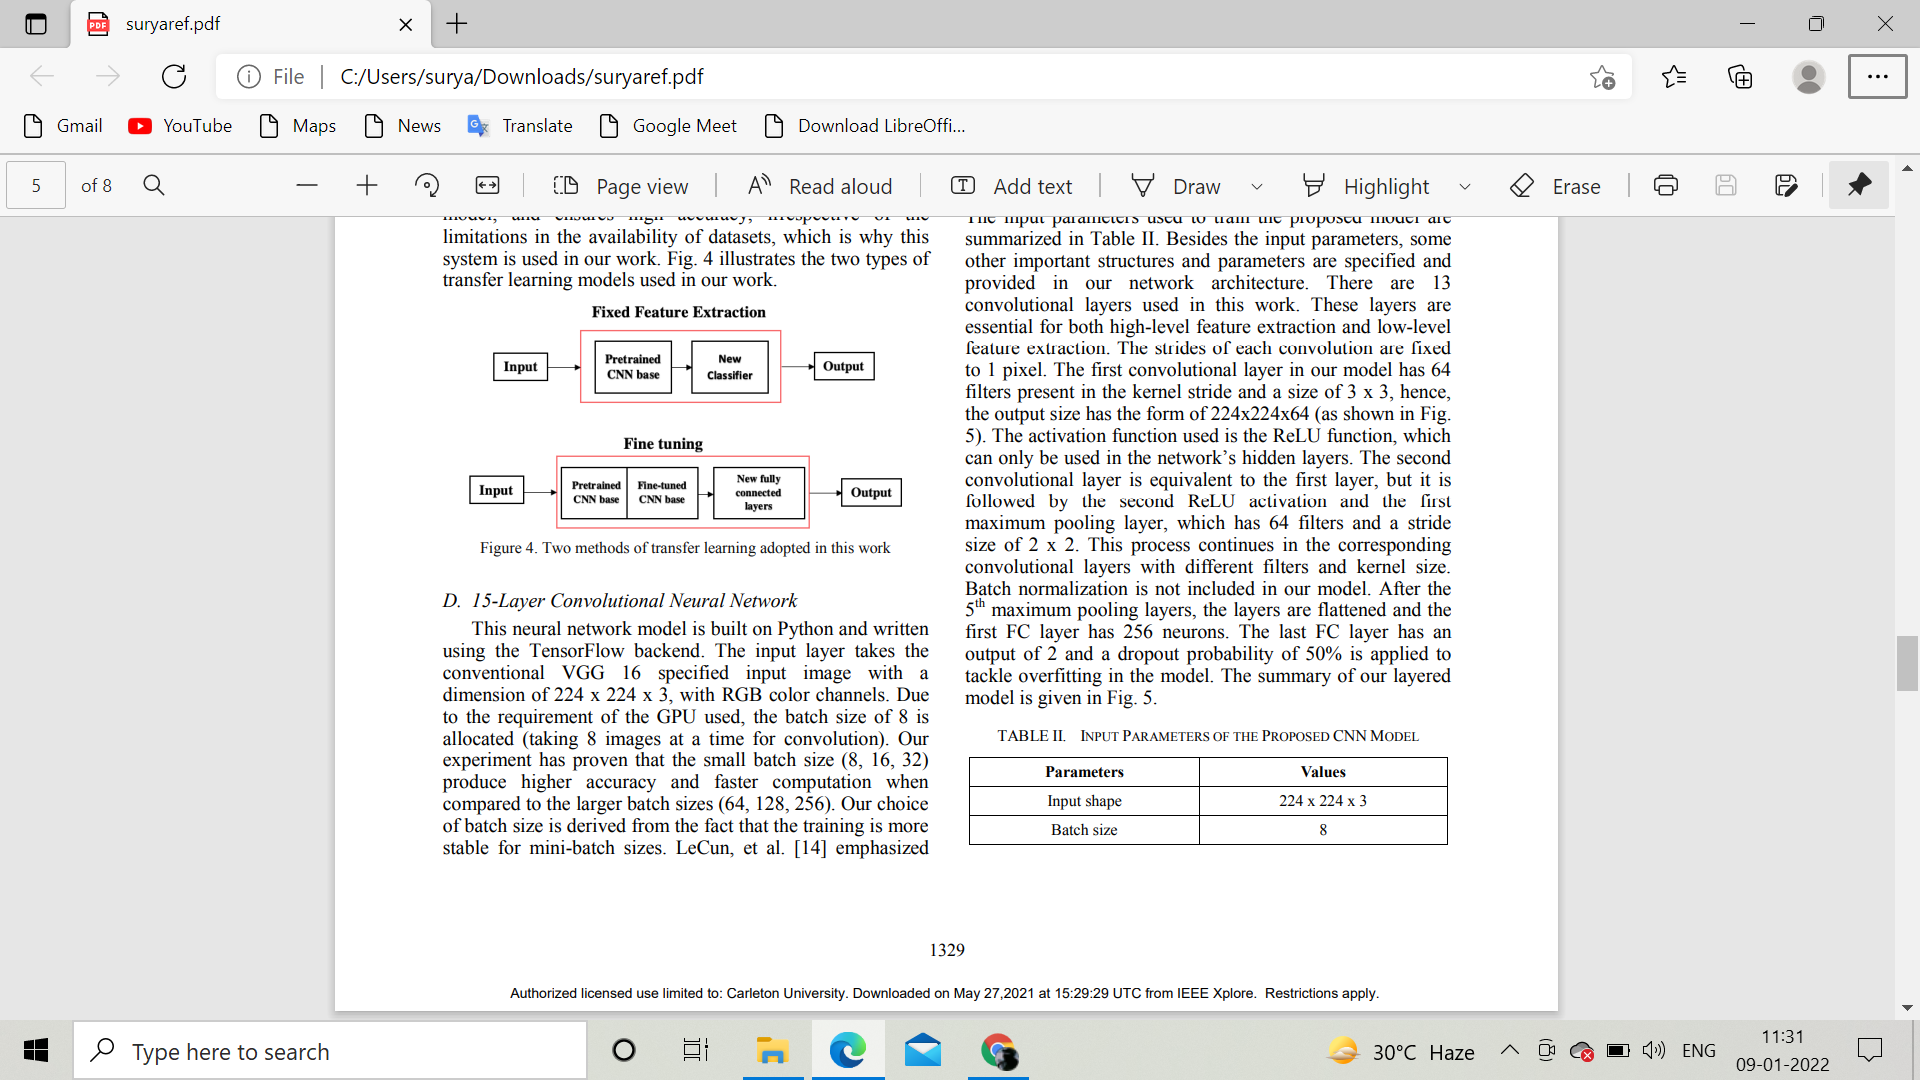 suryaref.pdf
File
C:/Users/surya/Downloads/suryaref.pdf
Gmail
YouTube
Maps
News
Translate
Google Meet
Download LibreOffi...
5
of 8
Page view
Read aloud
Add text
Draw
Highlight
Erase
model, and ensures high accuracy, irrespective of the
limitations in the availability of datasets, which is why this
system is used in our work. Fig. 4 illustrates the two types of
transfer learning models used in our work.
Fixed Feature Extraction
Input
Pretrained
CNN base
New
Classifier
Output
Fine tuning
Input
Pretrained
CNN base
Fine-tuned
CNN base
New fully
connected
layers
Output
Figure 4. Two methods of transfer learning adopted in this work
D. 15-Layer Convolutional Neural Network
This neural network model is built on Python and written
using the TensorFlow backend. The input layer takes the
conventional VGG 16 specified input image with a
dimension of 224 x 224 x 3, with RGB color channels. Due
to the requirement of the GPU used, the batch size of 8 is
allocated (taking 8 images at a time for convolution). Our
experiment has proven that the small batch size (8, 16, 32)
produce higher accuracy and faster computation when
compared to the larger batch sizes (64, 128, 256). Our choice
of batch size is derived from the fact that the training is more
stable for mini-batch sizes. LeCun, et al. [14] emphasized
The input parameters used to train the proposed model are
summarized in Table II. Besides the input parameters, some
other important structures and parameters are specified and
provided in our network architecture. There are 13
convolutional layers used in this work. These layers are
essential for both high-level feature extraction and low-level
feature extraction. The strides of each convolution are fixed
to 1 pixel. The first convolutional layer in our model has 64
filters present in the kernel stride and a size of 3 x 3, hence,
the output size has the form of 224x224x64 (as shown in Fig.
5). The activation function used is the ReLU function, which
can only be used in the network's hidden layers. The second
convolutional layer is equivalent to the first layer, but it is
followed by the second ReLU activation and the first
maximum pooling layer, which has 64 filters and a stride
size of 2 x 2. This process continues in the corresponding
convolutional layers with different filters and kernel size.
Batch normalization is not included in our model. After the
5th maximum pooling layers, the layers are flattened and the
first FC layer has 256 neurons. The last FC layer has an
output of 2 and a dropout probability of 50% is applied to
tackle overfitting in the model. The summary of our layered
model is given in Fig. 5.
TABLE II. INPUT PARAMETERS OF THE PROPOSED CNN MODEL
Parameters Values
Input shape 224 x 224 x 3
Batch size 8
1329
Authorized licensed use limited to: Carleton University. Downloaded on May 27,2021 at 15:29:29 UTC from IEEE Xplore. Restrictions apply.
Type here to search
30°C Haze
ENG
11:31
09-01-2022